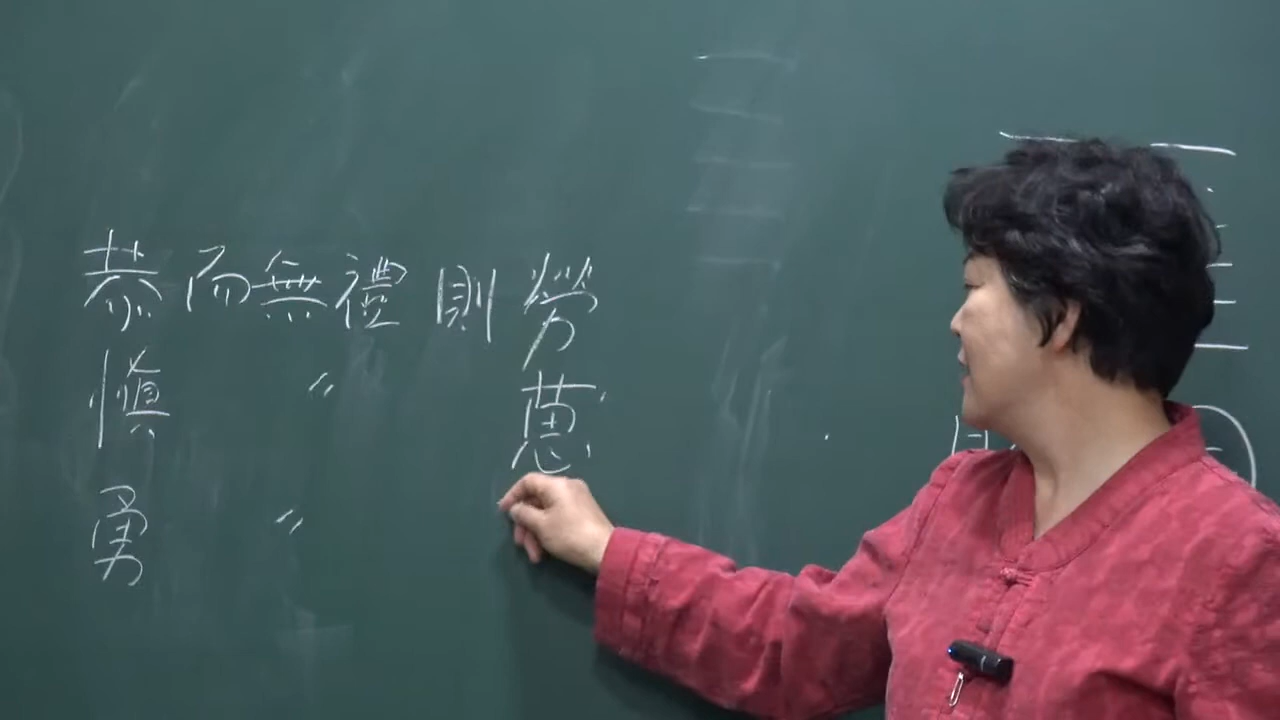 恭而無禮則勞
慎 〃 葸
勇 〃